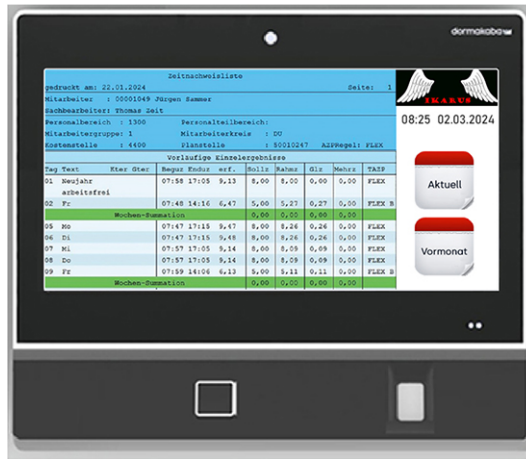 dormakaba
Zeitnachweisliste
gedruckt am: 22.01.2024 Seite: 1
Mitarbeiter : 00001049 Jürgen Sammer
Sachbearbeiter: Thomas Zeit
Personalbereich : 1300 Personalteilbereich:
Mitarbeitergruppe: 1 Mitarbeiterkreis : DU
Kostenstelle : 4400 Planstelle : 50010247 AZPRegel: FLEX
Vorläufige Einzelergebnisse
Tag Text Kter Gter Beguz Enduz erf. Sollz Rahmz Glz Mehrz TAZP
01 Neujahr 07:58 17:05 9,13 8,00 8,00 0,00 0,00 FLEX
arbeitsfrei
02 Fr 07:48 14:16 6,47 5,00 5,27 0,27 0,00 FLEX B
Wochen-Summation 0,00 0,00 0,00 0,00
05 Mo 07:47 17:15 9,47 8,00 8,26 0,26 0,00 FLEX
06 Di 07:47 17:15 9,48 8,00 8,26 0,26 0,00 FLEX
07 Mi 07:57 17:05 9,14 8,00 8,09 0,09 0,00 FLEX
08 Do 07:57 17:05 9,14 8,00 8,09 0,09 0,00 FLEX
09 Fr 07:59 14:06 6,13 5,00 5,11 0,11 0,00 FLEX B
Wochen-Summation 0,00 0,00 0,00 0,00
IKARUS
08:25 02.03.2024
Aktuell
Vormonat